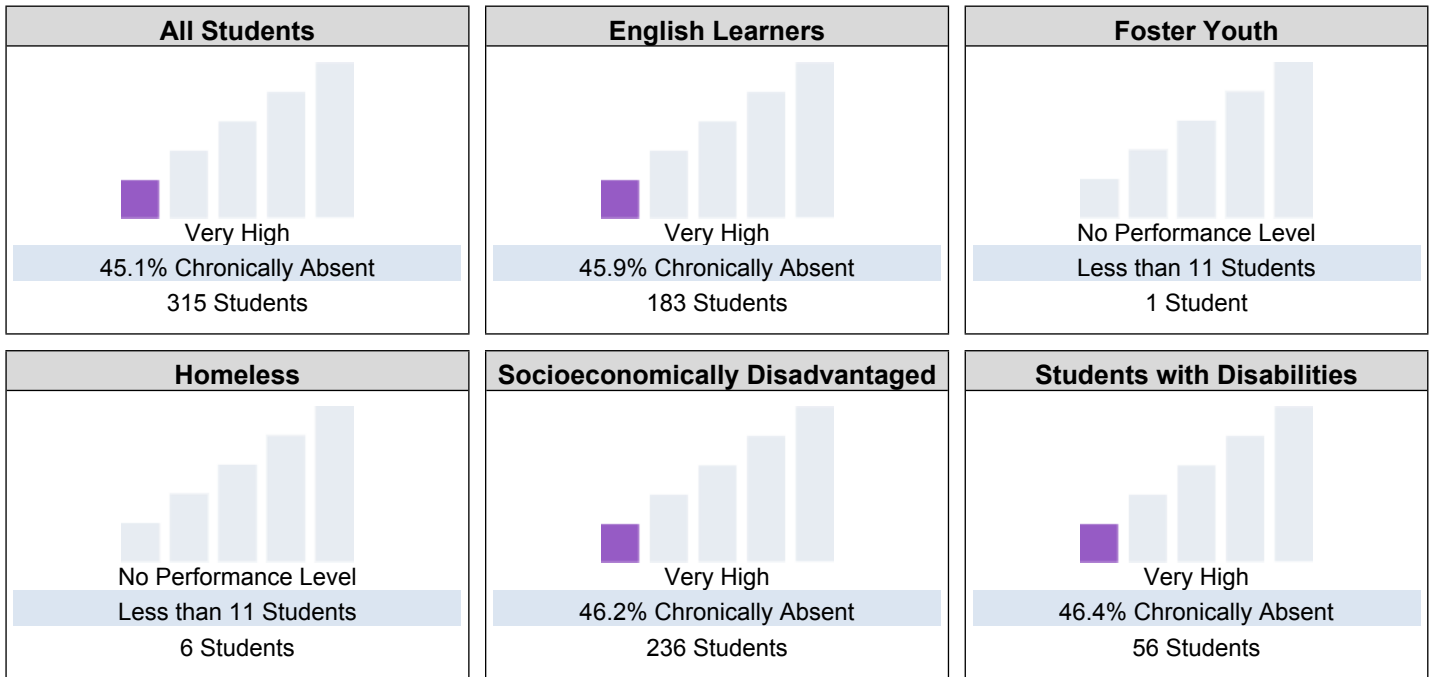 All Students
Very High
45.1% Chronically Absent
315 Students
English Learners
Very High
45.9% Chronically Absent
183 Students
Foster Youth
No Performance Level
Less than 11 Students
1 Student
Homeless
No Performance Level
Less than 11 Students
6 Students
Socioeconomically Disadvantaged
Very High
46.2% Chronically Absent
236 Students
Students with Disabilities
Very High
46.4% Chronically Absent
56 Students